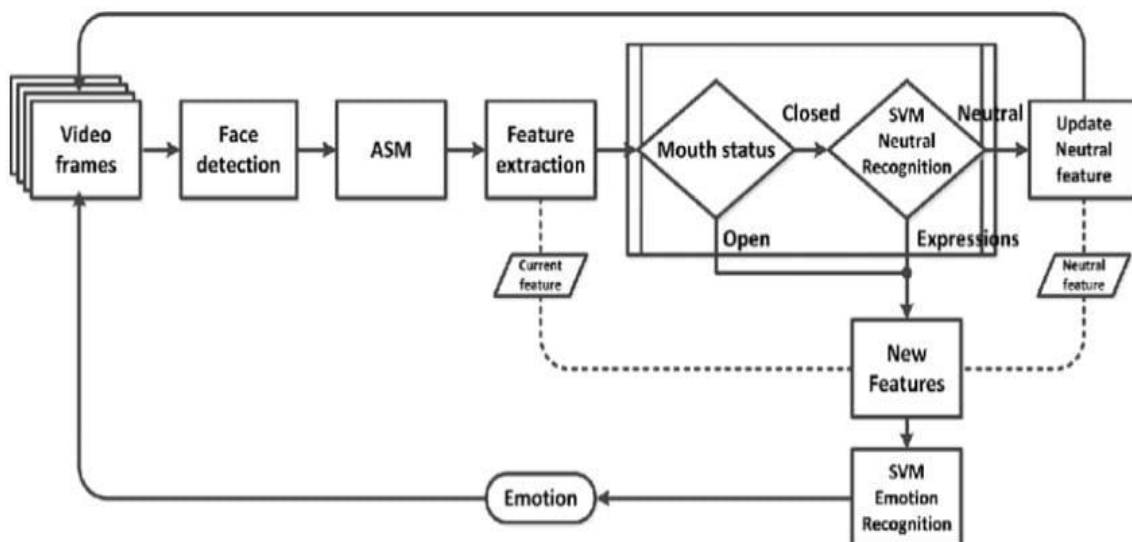 Video
frames
Face
detection
ASM
Feature
extraction
Mouth status
Closed
SVM
Neutral
Recognition
Neutral
Update
Neutral
feature
Open
Expressions
Current
feature
Neutral
feature
New
Features
SVM
Emotion
Recognition
Emotion